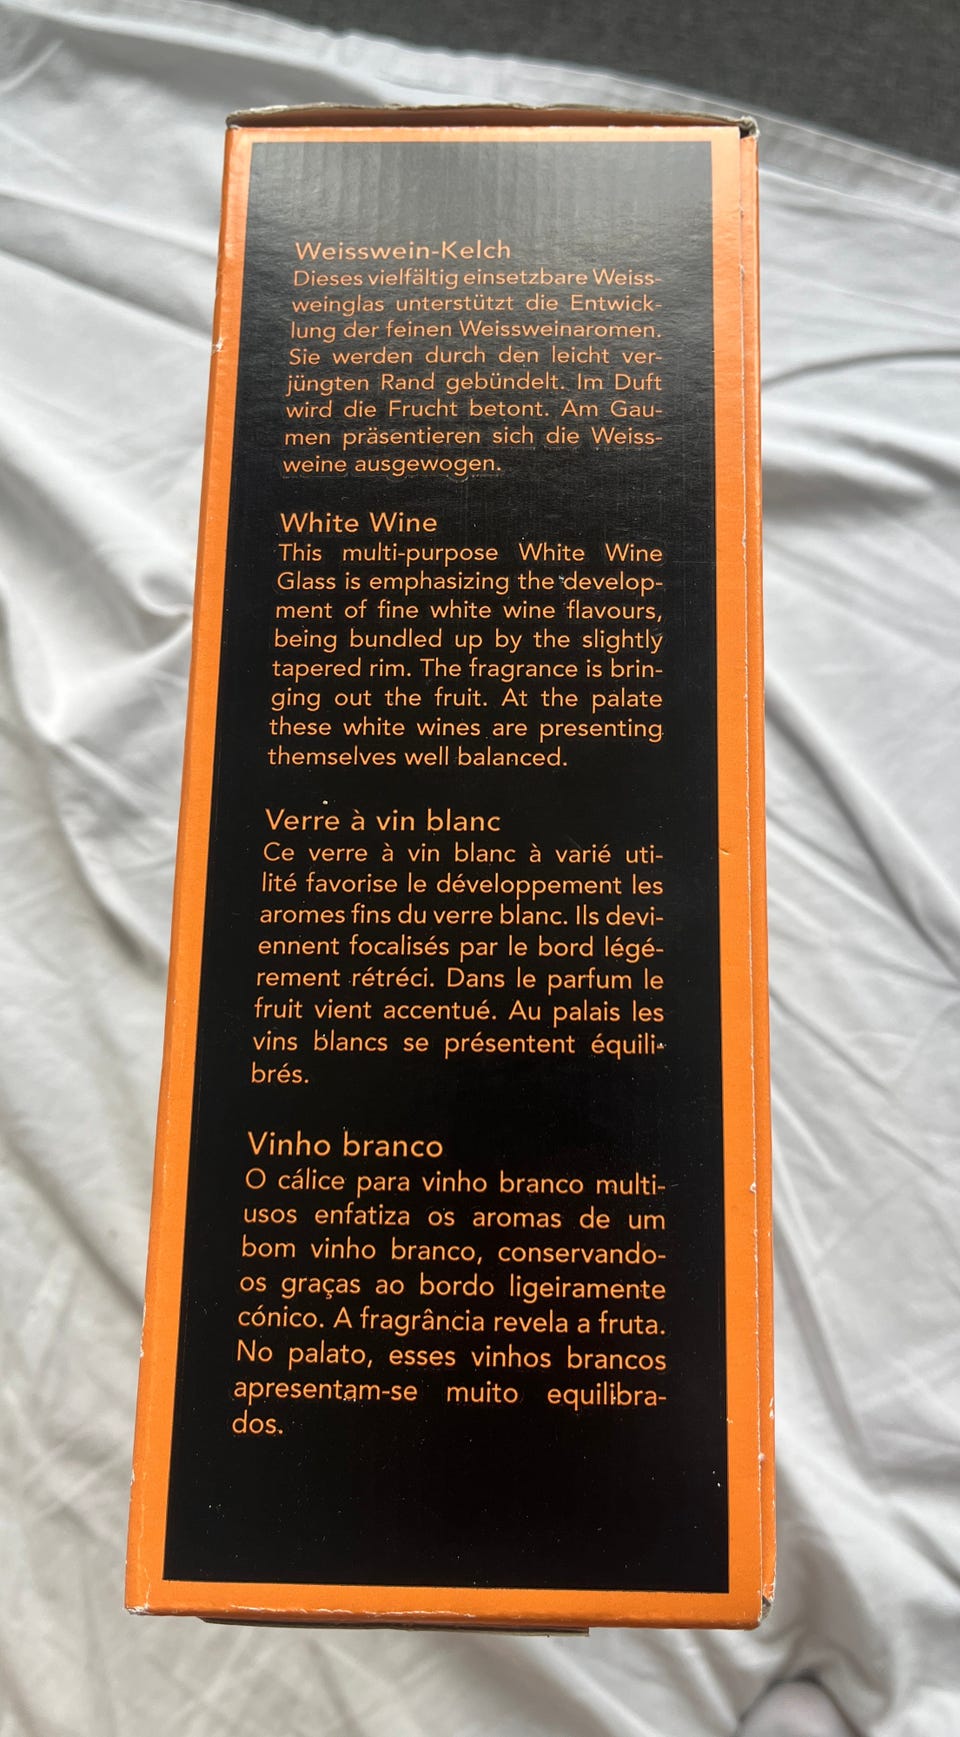 Weisswein-Kelch
Dieses vielfältig einsetzbare Weiss-
weinglas unterstützt die Entwick-
lung der feinen Weissweinaromen.
Sie werden durch den leicht ver-
jüngten Rand gebündelt. Im Duft
wird die Frucht betont. Am Gau-
men präsentieren sich die Weiss-
weine ausgewogen.
White Wine
This multi-purpose White Wine
Glass is emphasizing the develop-
ment of fine white wine flavours,
being bundled up by the slightly
tapered rim. The fragrance is brin-
ging out the fruit. At the palate
these white wines are presenting
themselves well balanced.
Verre à vin blanc
Ce verre à vin blanc à varié uti-
lité favorise le développement les
aromes fins du verre blanc. Ils devi-
ennent focalisés par le bord légé-
rement rétréci. Dans le parfum le
fruit vient accentué. Au palais les
vins blancs se présentent équili-
brés.
Vinho branco
O cálice para vinho branco multi-
usos enfatiza os aromas de um
bom vinho branco, conservando-
os graças ao bordo ligeiramente
cónico. A fragrância revela a fruta.
No palato, esses vinhos brancos
apresentam-se muito equilibra-
dos.